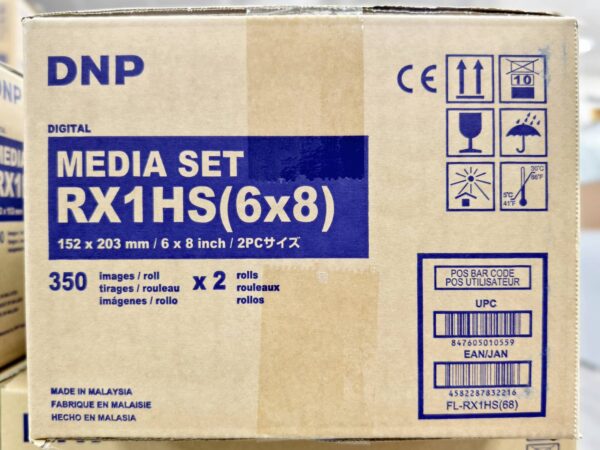 DNP
DIGITAL
MEDIA SET
RX1HS(6x8)
152 x 203 mm / 6 x 8 inch / 2PCサイズ
350 images / roll x 2 rolls
tirages / rouleau rouleaux
imágenes / rollo rollos
MADE IN MALAYSIA
FABRIQUE EN MALAISIE
HECHO EN MALASIA
CE
10
30°C
86°F
5°C
41°F
POS BAR CODE
POS UTILISATEUR
UPC
847605010559
EAN/JAN
4582287832216
FL-RX1HS(68)
DNP
MEDIA
RX1